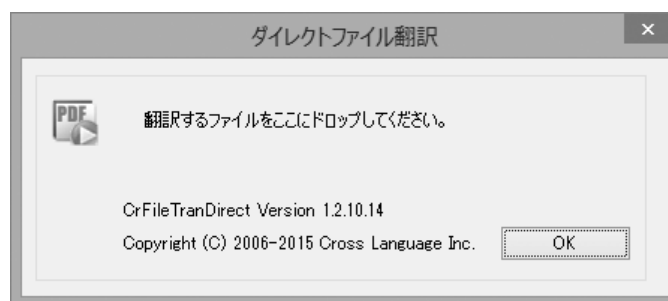 ダイレクトファイル翻訳
PDF
翻訳するファイルをここにドロップしてください。
CrFileTranDirect Version 1.2.10.14
Copyright (C) 2006-2015 Cross Language Inc.
OK